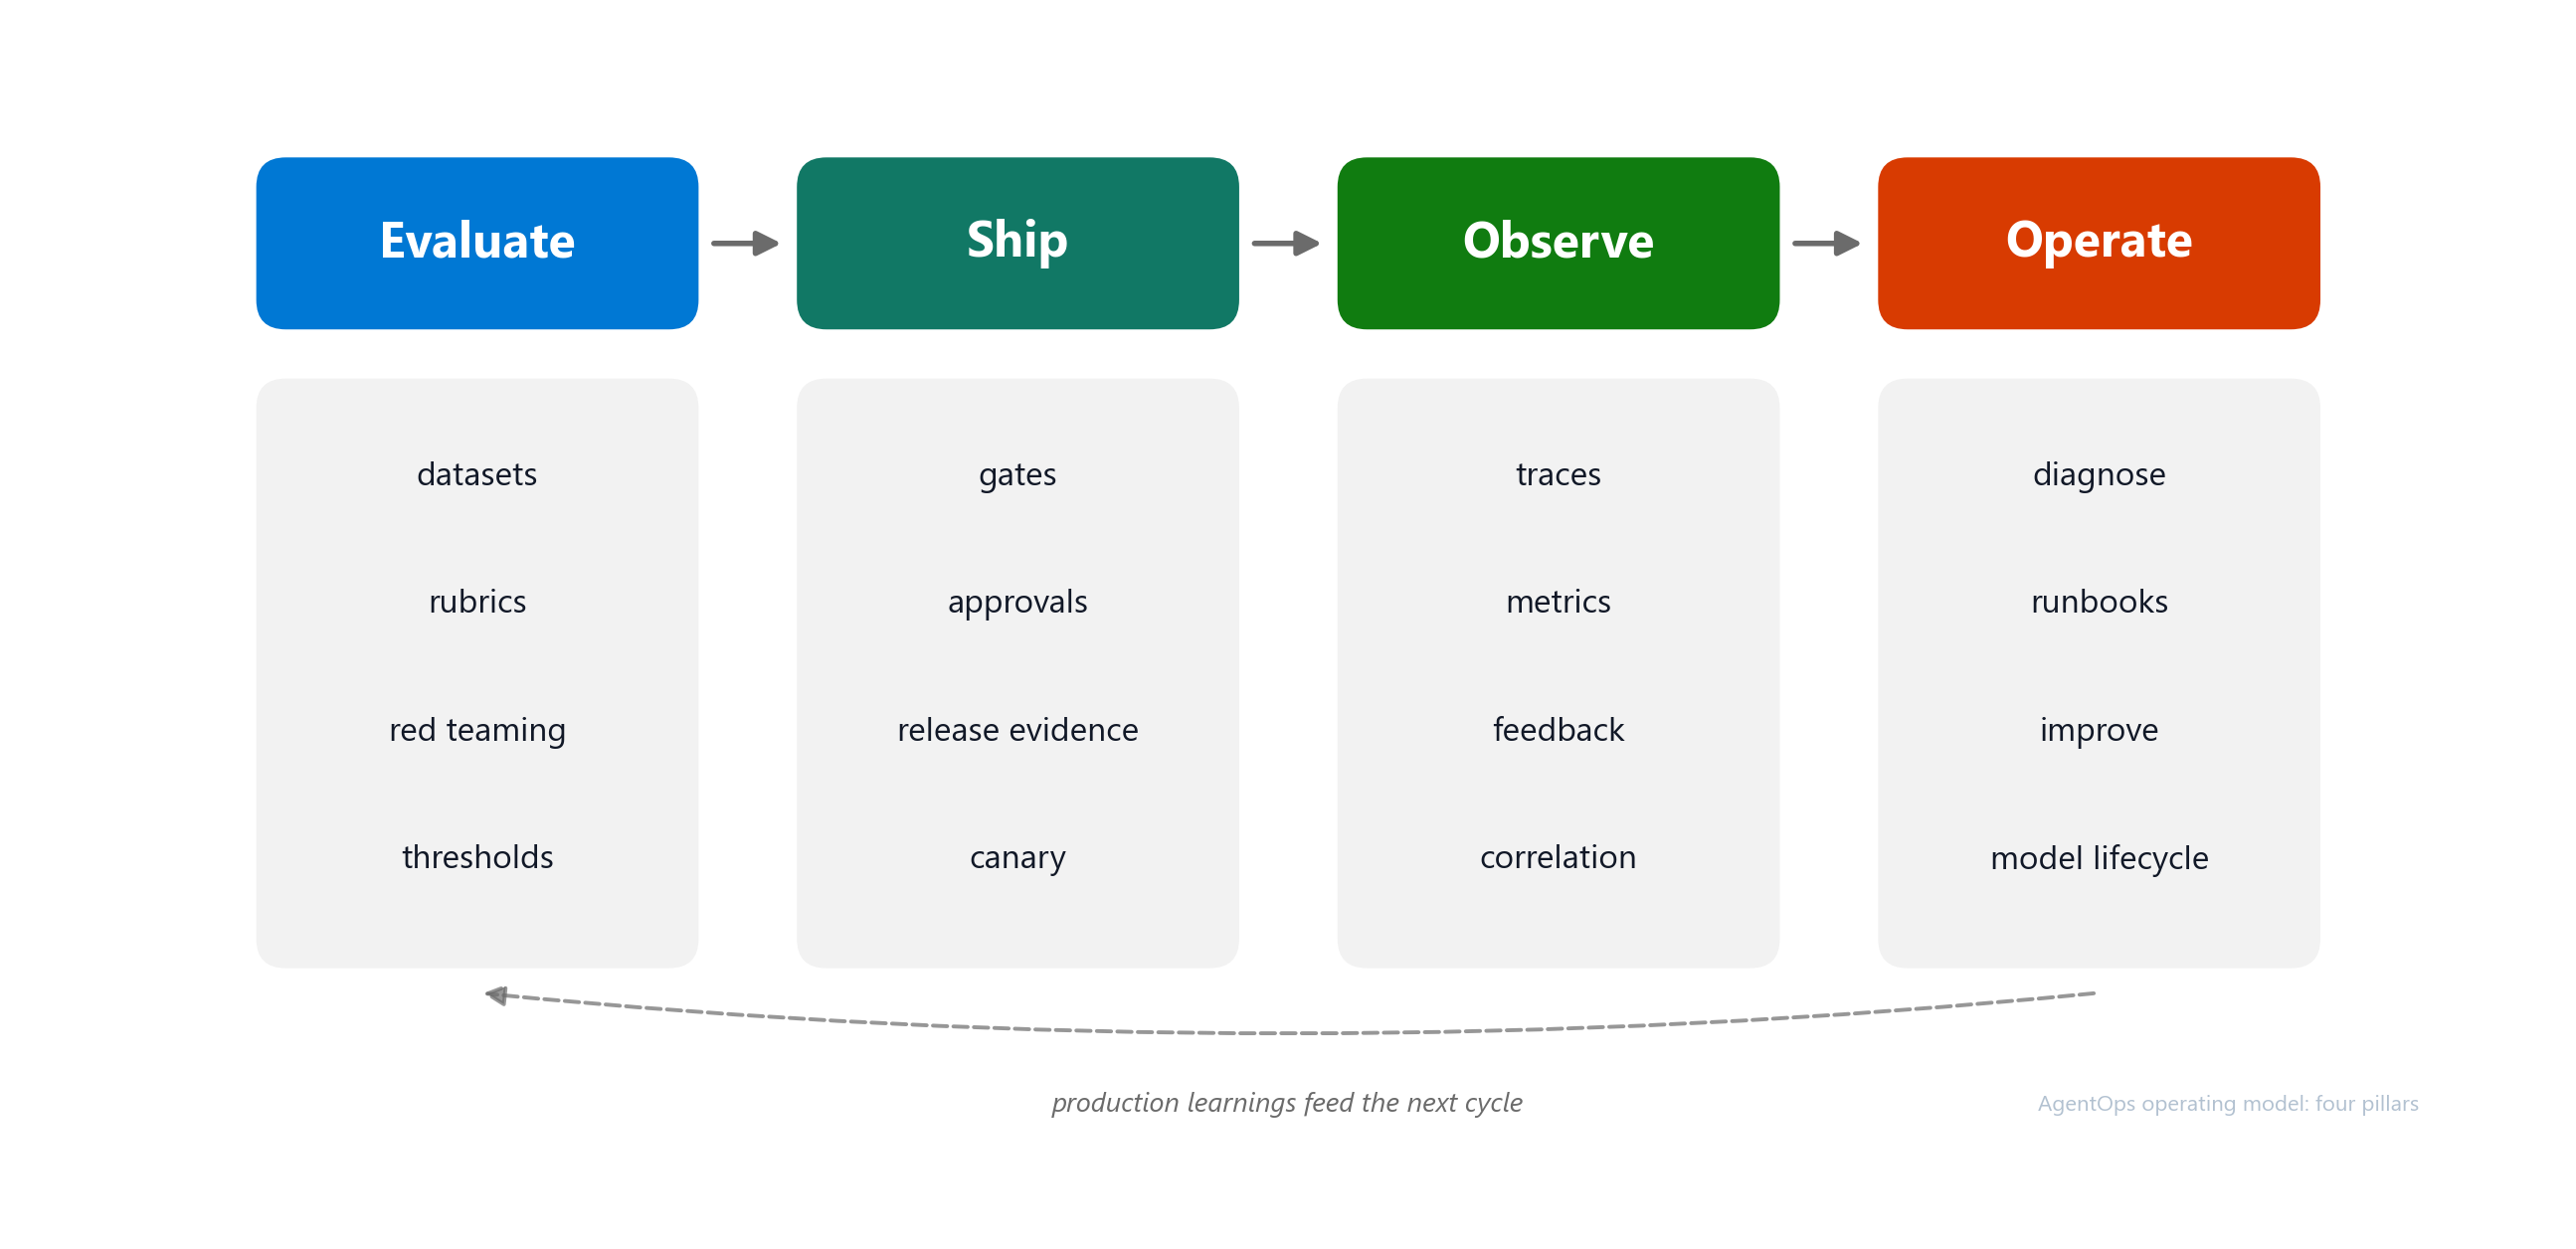 Evaluate
Ship
Observe
Operate
datasets
rubrics
red teaming
thresholds
gates
approvals
release evidence
canary
traces
metrics
feedback
correlation
diagnose
runbooks
improve
model lifecycle
production learnings feed the next cycle
AgentOps operating model: four pillars